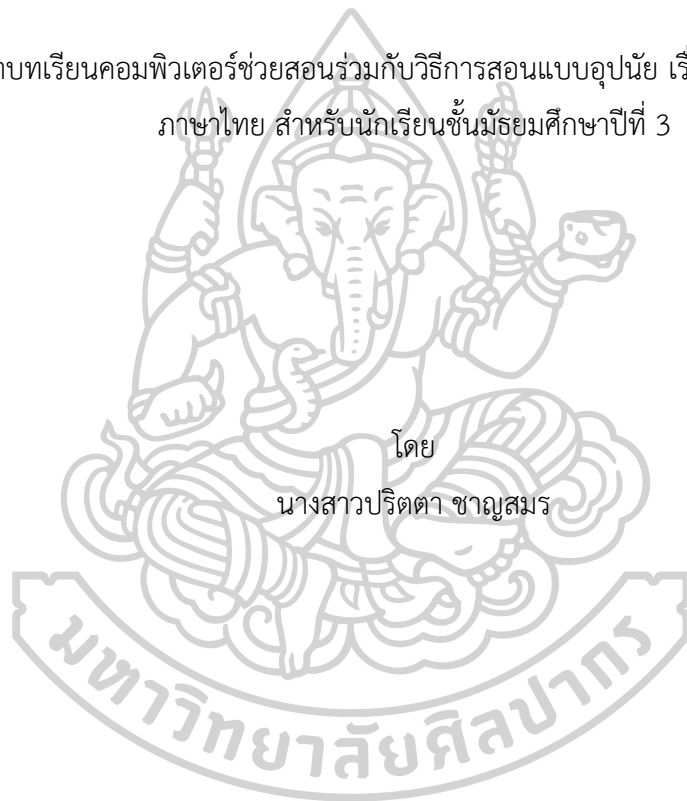 บทเรียนคอมพิวเตอร์ช่วยสอนร่วมกับวิธีการสอนแบบอุปนัย
ภาษาไทย สำหรับนักเรียนชั้นมัธยมศึกษาปีที่ 3
โดย
นางสาวปริตตา ชาญสมร
มหาวิทยาลัยศิลปากร